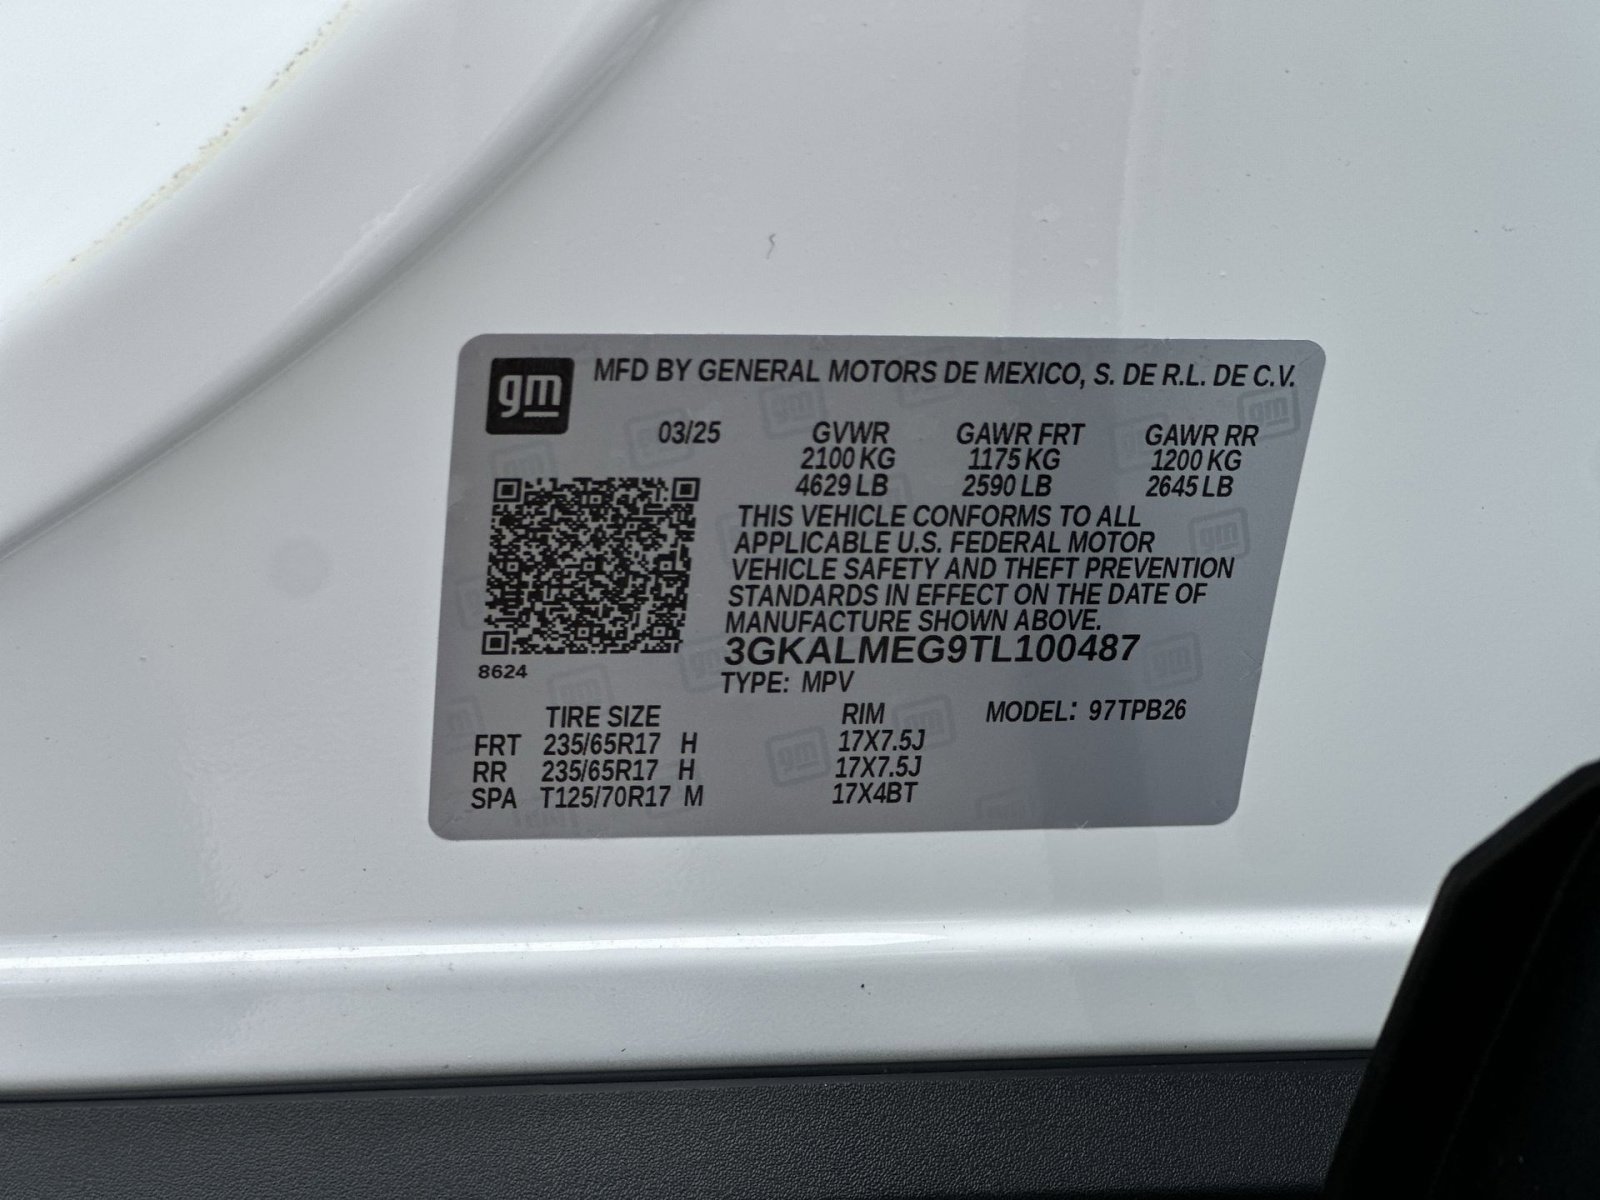 gm
MFD BY GENERAL MOTORS DE MEXICO, S. DE R.L. DE C.V.
03/25 GVWR GAWR FRT GAWR RR
2100 KG 1175 KG 1200 KG
4629 LB 2590 LB 2645 LB
THIS VEHICLE CONFORMS TO ALL
APPLICABLE U.S. FEDERAL MOTOR
VEHICLE SAFETY AND THEFT PREVENTION
STANDARDS IN EFFECT ON THE DATE OF
MANUFACTURE SHOWN ABOVE.
3GKALMEG9TL100487
8624
TYPE: MPV
TIRE SIZE RIM MODEL: 97TPB26
FRT 235/65R17 H 17X7.5J
RR 235/65R17 H 17X7.5J
SPA T125/70R17 M 17X4BT